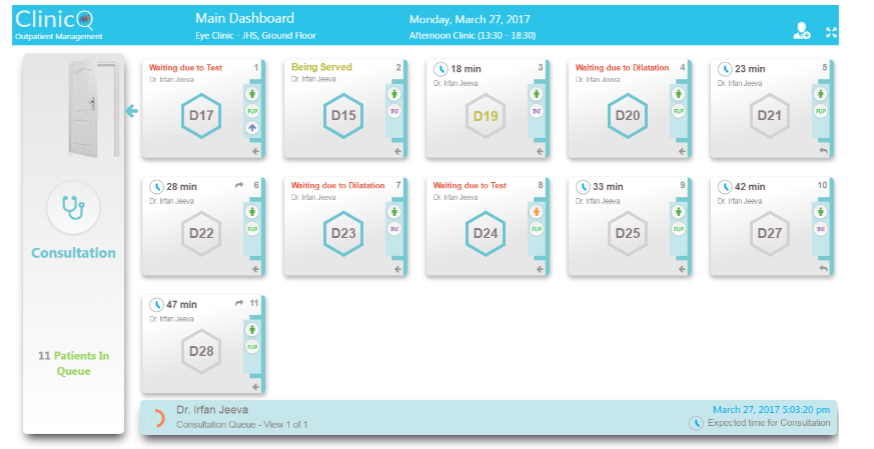 ClinicQ
Outpatient Management
Main Dashboard
Eye Clinic - JHS, Ground Floor
Monday, March 27, 2017
Afternoon Clinic (13:30 - 18:30)
Consultation
11 Patients In
Queue
Waiting due to Test 1
Dr. Irfan Jeeva
D17
FUP
Being Served 2
Dr. Irfan Jeeva
D15
18 min 3
Dr. Irfan Jeeva
D19
Waiting due to Dilatation 4
Dr. Irfan Jeeva
D20
FUP
23 min 5
Dr. Irfan Jeeva
D21
FUP
28 min 6
Dr. Irfan Jeeva
D22
FUP
Waiting due to Dilatation 7
Dr. Irfan Jeeva
D23
Waiting due to Test 8
Dr. Irfan Jeeva
D24
FUP
33 min 9
Dr. Irfan Jeeva
D25
FUP
42 min 10
Dr. Irfan Jeeva
D27
47 min 11
Dr. Irfan Jeeva
D28
FUP
Dr. Irfan Jeeva
Consultation Queue - View 1 of 1
March 27, 2017 5:03:20 pm
Expected time for Consultation